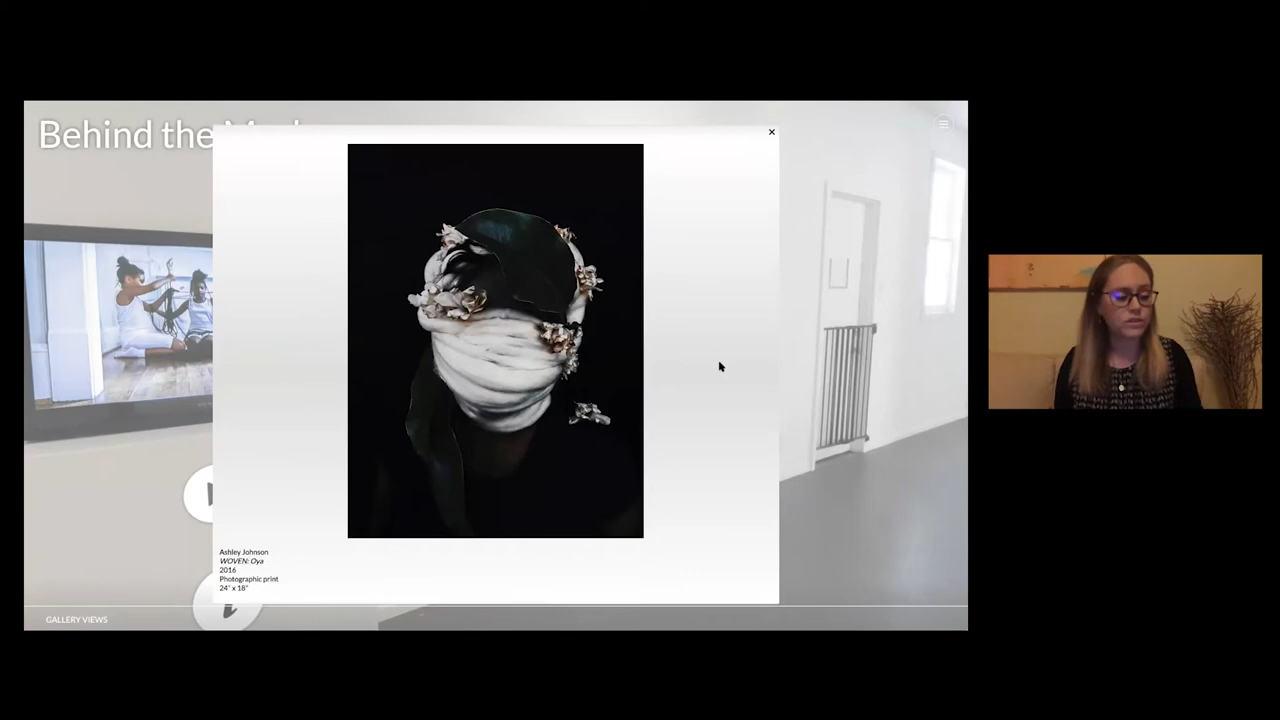 Behind the
Ashley Johnson
WOVEN: Oya
2016
Photographic print
24" x 18"
GALLERY VIEWS